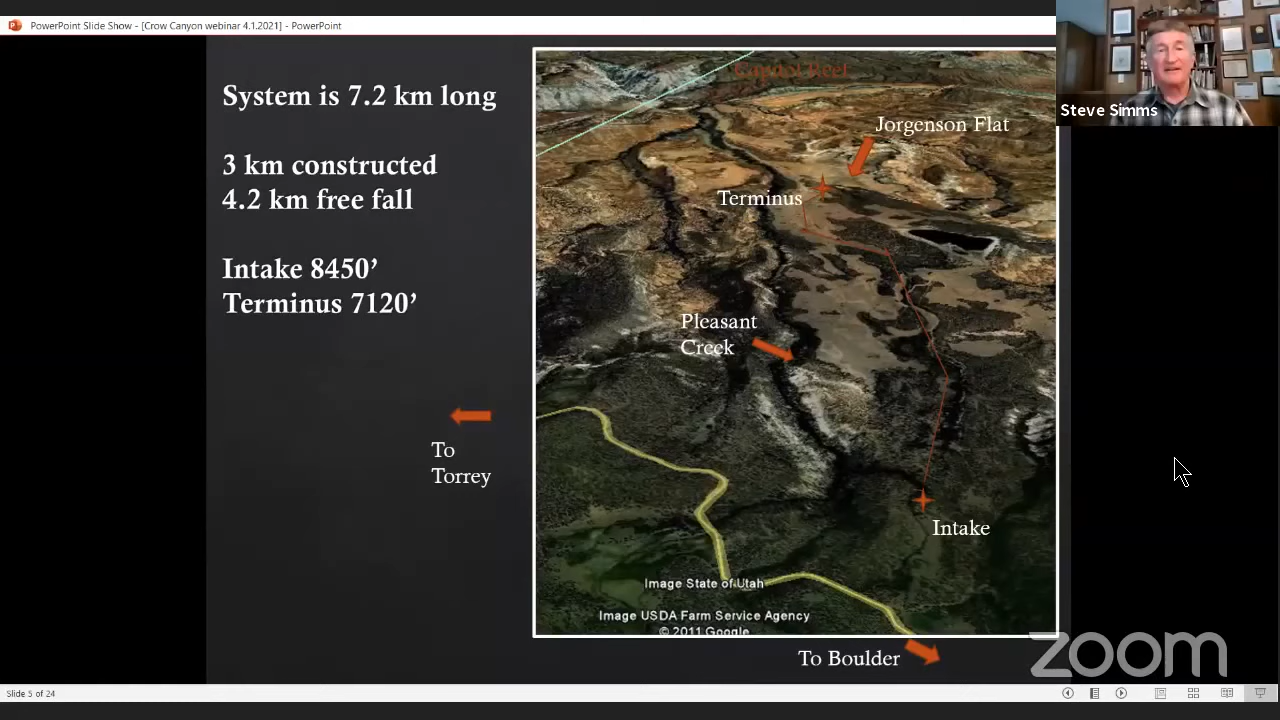 PowerPoint Slide Show - [Crow Canyon webinar 4.1.2021] - PowerPoint
Steve Simms
System is 7.2 km long
3 km constructed
4.2 km free fall
Intake 8450’
Terminus 7120’
To
Torrey
Capitol Reef
Jorgenson Flat
Terminus
Pleasant
Creek
Intake
Image State of Utah
Image USDA Farm Service Agency
© 2011 Google
To Boulder
zoom
Slide 5 of 24